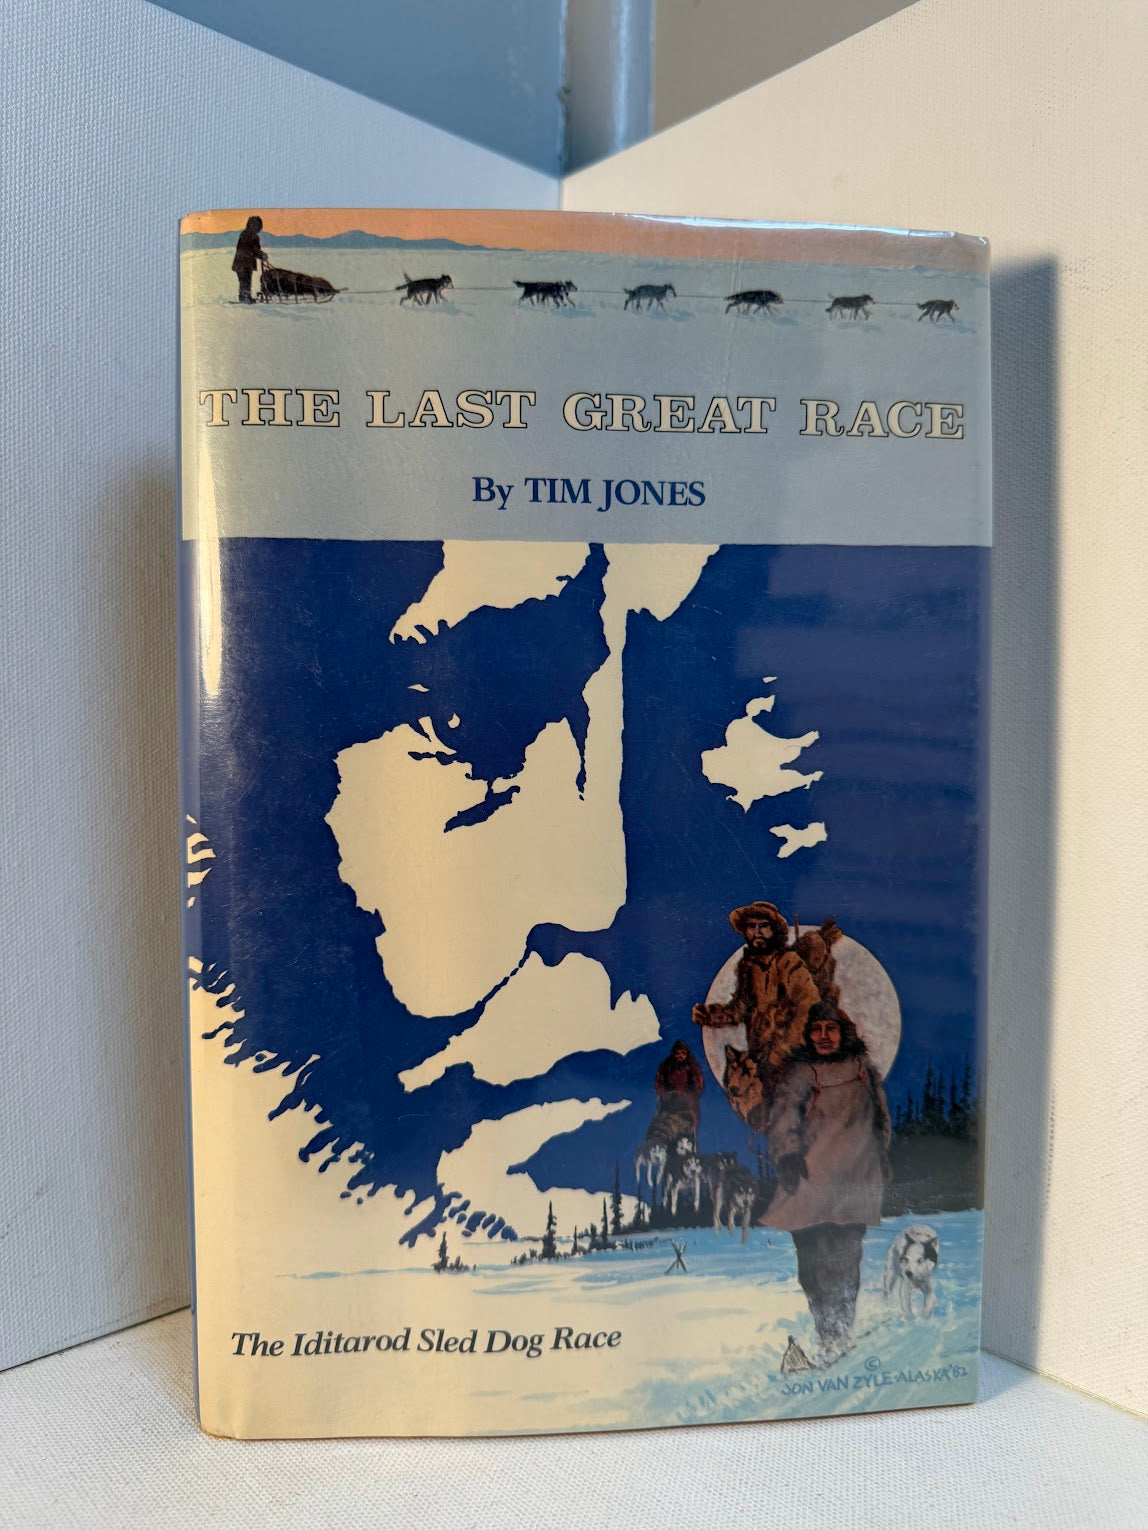 THE LAST GREAT RACE
By TIM JONES
The Iditarod Sled Dog Race
©
JON VAN ZYLE-ALASKA '82